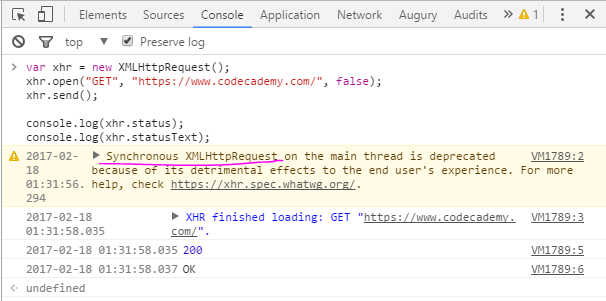 Elements Sources Console Application Network Augury Audits » 1
top Preserve log
> var xhr = new XMLHttpRequest();
xhr.open("GET", "https://www.codecademy.com/", false);
xhr.send();
console.log(xhr.status);
console.log(xhr.statusText);
2017-02- Synchronous XMLHttpRequest on the main thread is deprecated VM1789:2
18 because of its detrimental effects to the end user's experience. For more
01:31:56. help, check https://xhr.spec.whatwg.org/.
294
2017-02-18 XHR finished loading: GET "https://www.codecademy. VM1789:3
01:31:58.035 com/".
2017-02-18 01:31:58.035 200 VM1789:5
2017-02-18 01:31:58.037 OK VM1789:6
undefined